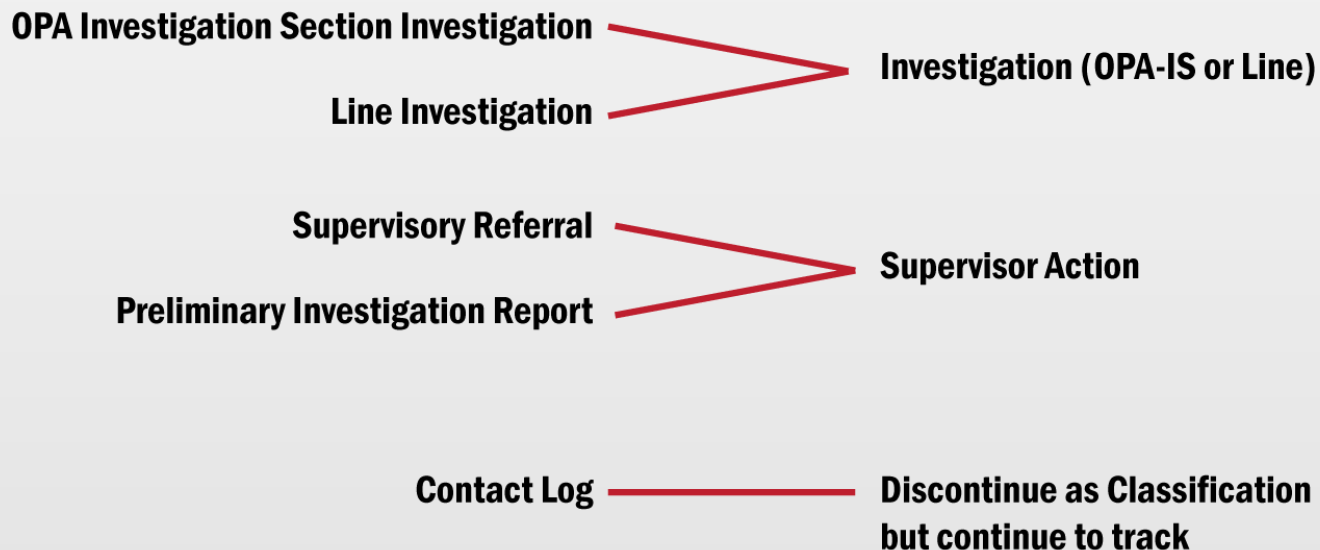 OPA Investigation Section Investigation
Line Investigation
Investigation (OPA-IS or Line)
Supervisory Referral
Preliminary Investigation Report
Supervisor Action
Contact Log
Discontinue as Classification
but continue to track